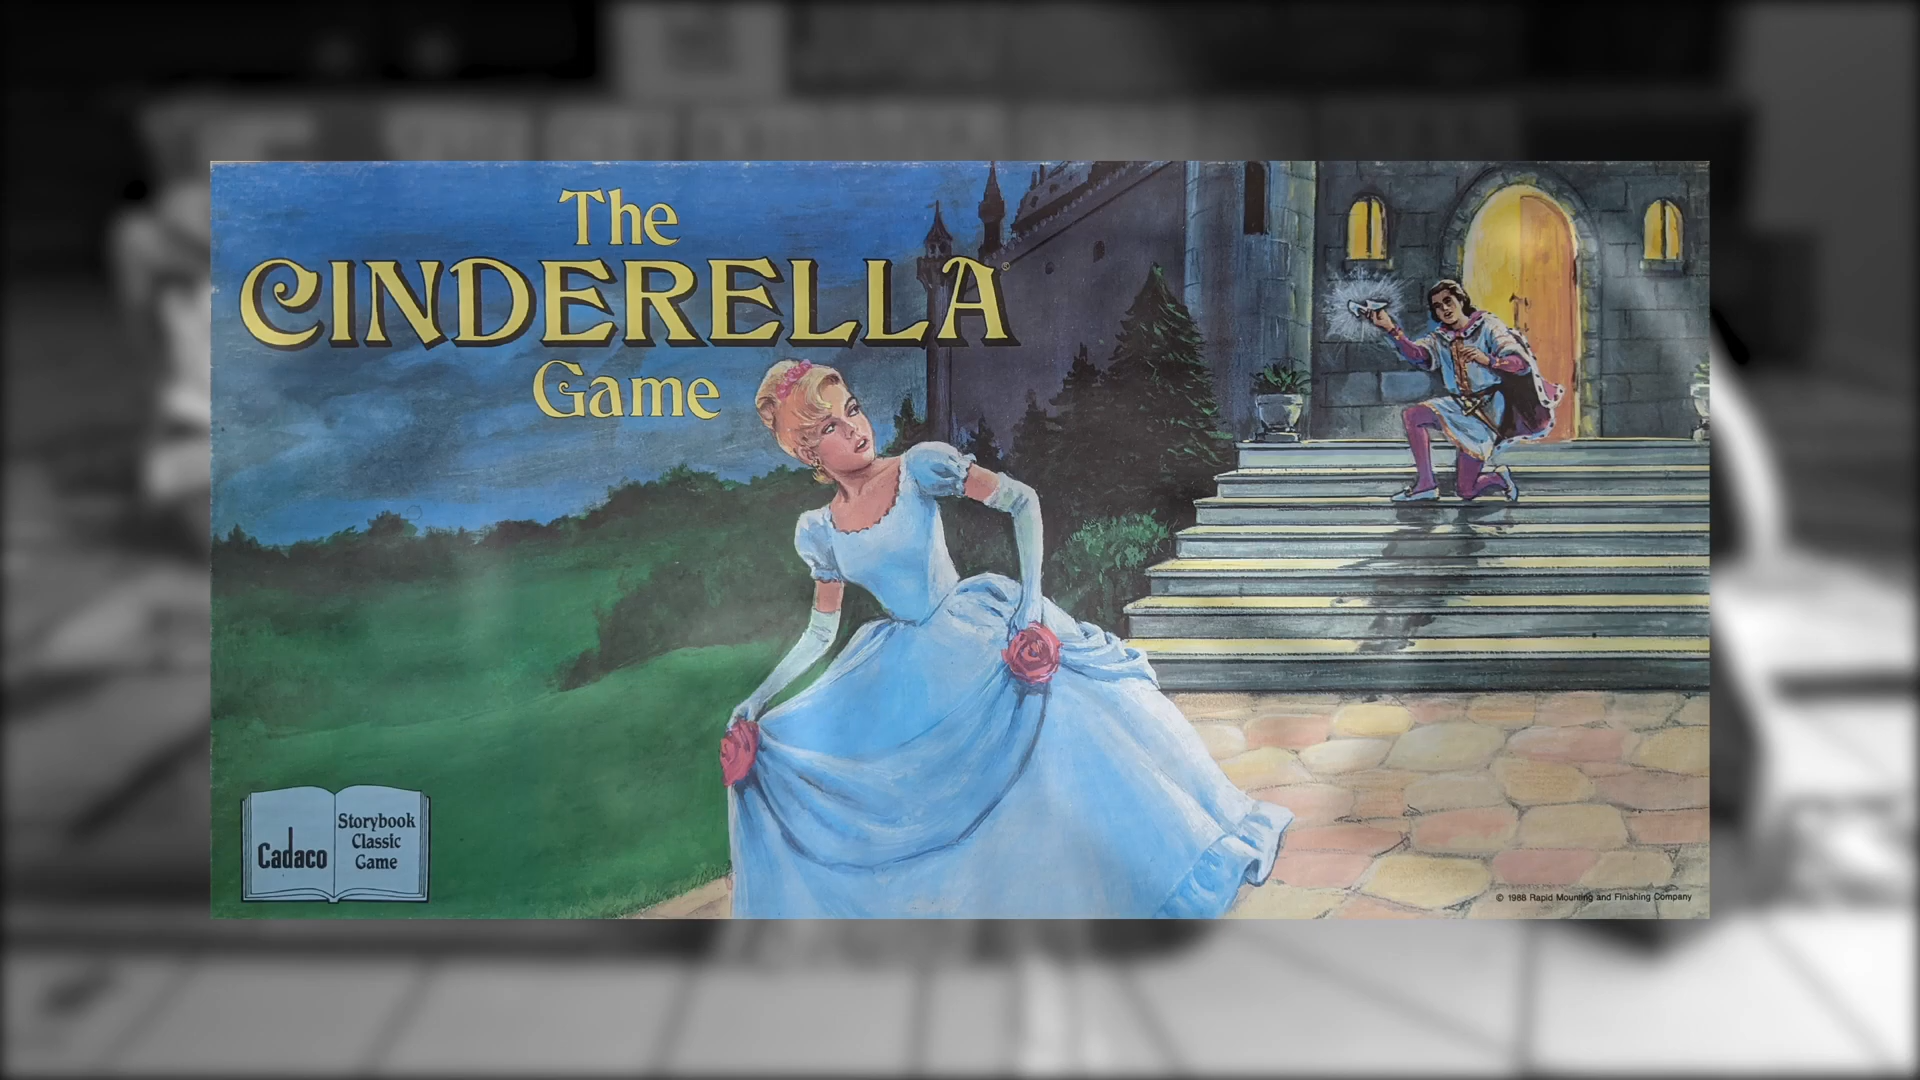 The
CINDERELLA®
Game
Cadaco
Storybook
Classic
Game
© 1988 Rapid Mounting and Finishing Company